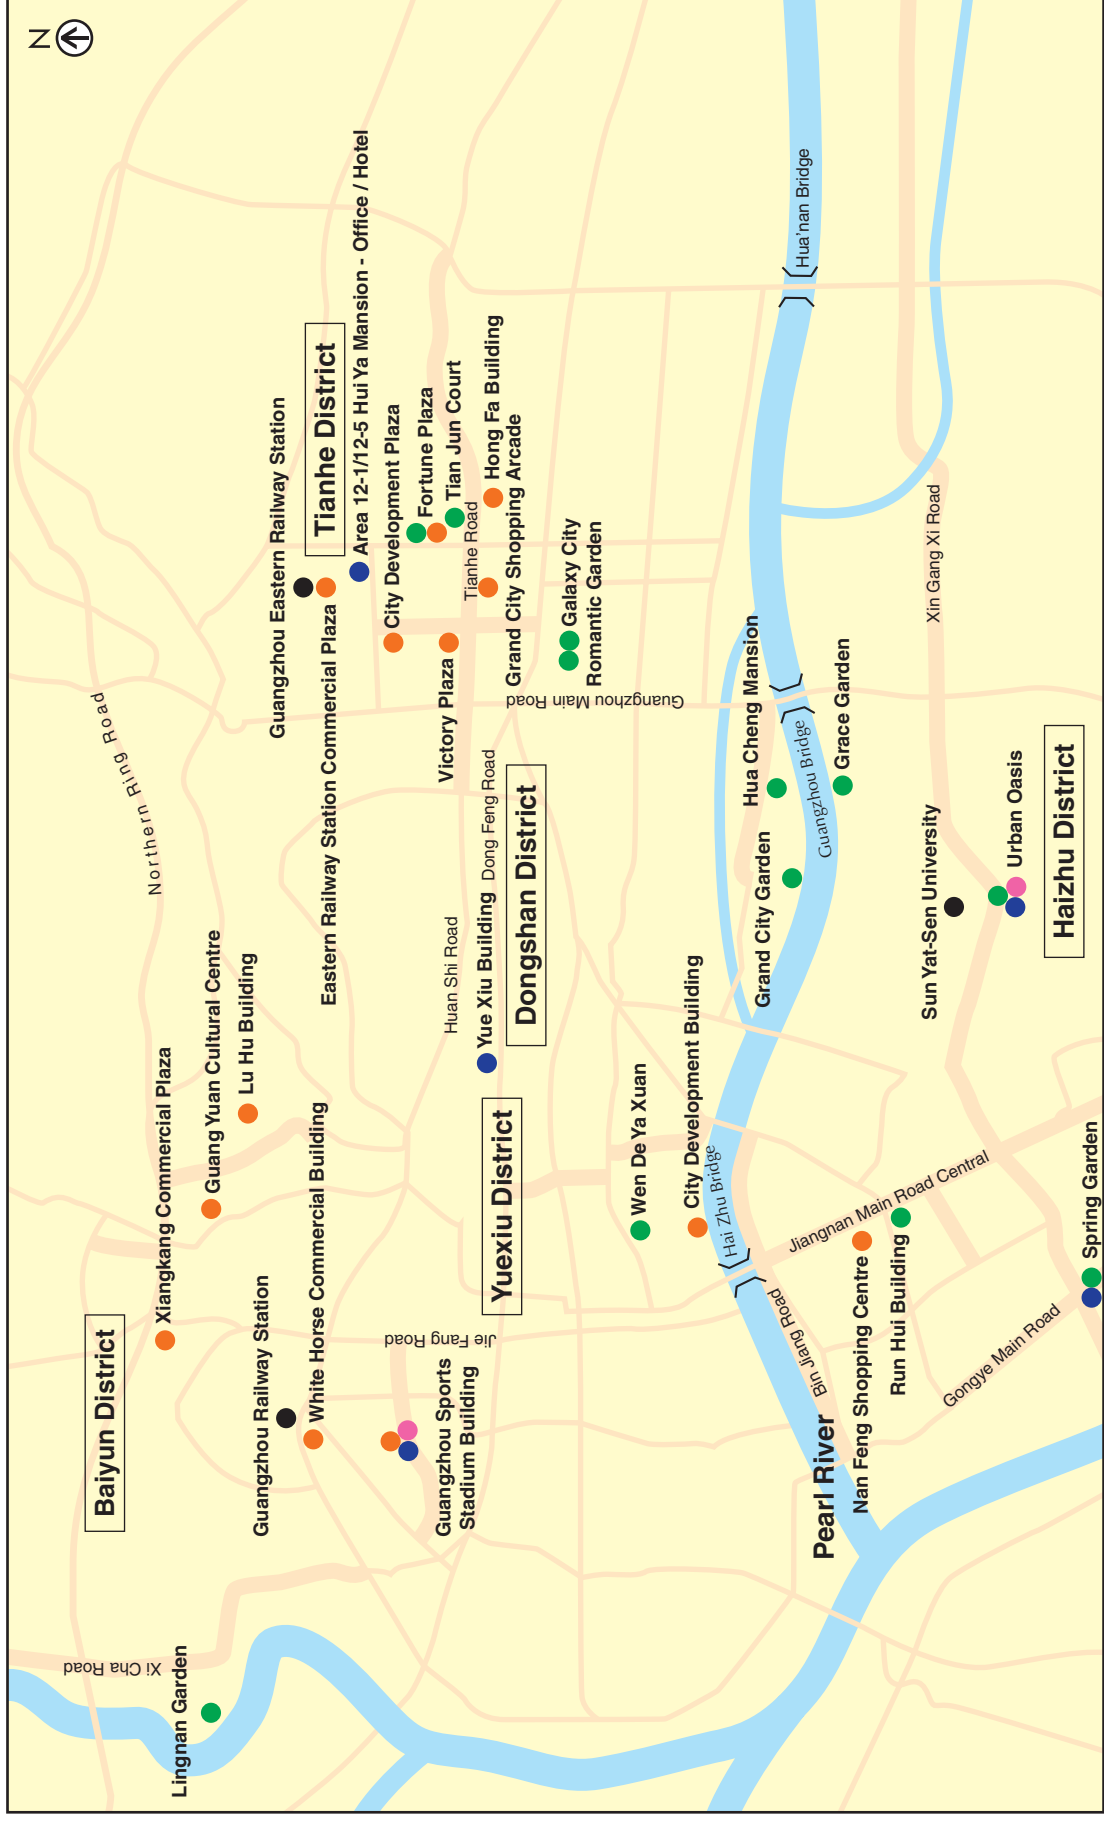 N
Northern Ring Road
Baiyun District
Xiangkang Commercial Plaza
Guang Yuan Cultural Centre
Lu Hu Building
Xi Cha Road
Lingnan Garden
Guangzhou Railway Station
White Horse Commercial Building
Guangzhou Eastern Railway Station
Tianhe District
Eastern Railway Station Commercial Plaza
Area 12-1/12-5 Hui Ya Mansion - Office / Hotel
City Development Plaza
Fortune Plaza
Tian Jun Court
Victory Plaza
Tianhe Road
Hong Fa Building
Grand City Shopping Arcade
Jie Fang Road
Guangzhou Sports
Stadium Building
Huan Shi Road
Yue Xiu Building
Dong Feng Road
Yuexiu District
Dongshan District
Galaxy City
Romantic Garden
Guangzhou Main Road
Wen De Ya Xuan
City Development Building
Hai Zhu Bridge
Hua Cheng Mansion
Grand City Garden
Guangzhou Bridge
Grace Garden
Hua'nan Bridge
Bin Jiang Road
Pearl River
Jiangnan Main Road Central
Nan Feng Shopping Centre
Run Hui Building
Gongye Main Road
Sun Yat-Sen University
Xin Gang Xi Road
Urban Oasis
Haizhu District
Spring Garden